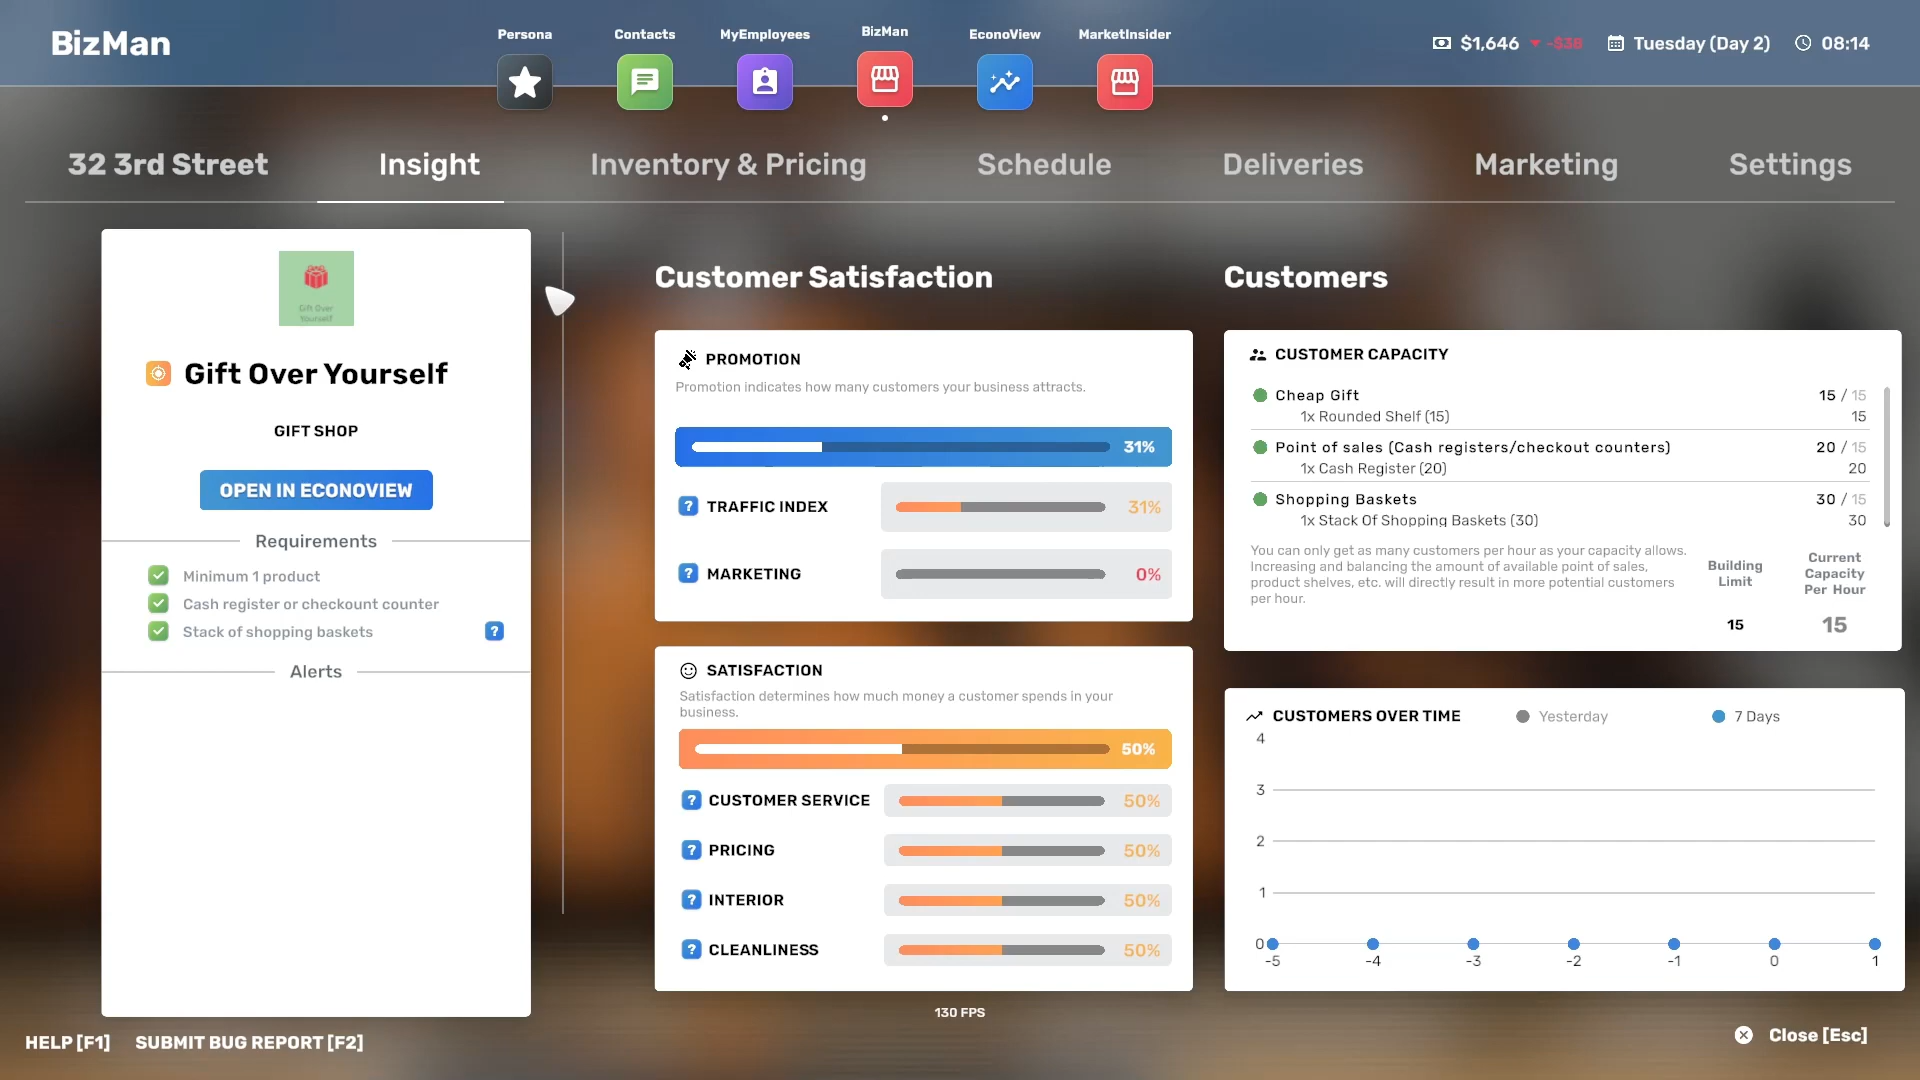 BizMan
Persona
Contacts
MyEmployees
BizMan
EconoView
MarketInsider
$1,646 -$38
Tuesday (Day 2)
08:14
32 3rd Street
Insight
Inventory & Pricing
Schedule
Deliveries
Marketing
Settings
Gift Over
Yourself
Gift Over Yourself
GIFT SHOP
OPEN IN ECONOVIEW
Requirements
Minimum 1 product
Cash register or checkount counter
Stack of shopping baskets ?
Alerts
Customer Satisfaction
PROMOTION
Promotion indicates how many customers your business attracts.
31%
? TRAFFIC INDEX 31%
? MARKETING 0%
SATISFACTION
Satisfaction determines how much money a customer spends in your
business.
50%
? CUSTOMER SERVICE 50%
? PRICING 50%
? INTERIOR 50%
? CLEANLINESS 50%
Customers
CUSTOMER CAPACITY
Cheap Gift 15 / 15
1x Rounded Shelf (15) 15
Point of sales (Cash registers/checkout counters) 20 / 15
1x Cash Register (20) 20
Shopping Baskets 30 / 15
1x Stack Of Shopping Baskets (30) 30
You can only get as many customers per hour as your capacity allows.
Increasing and balancing the amount of available point of sales,
product shelves, etc. will directly result in more potential customers
per hour.
Building
Limit
15
Current
Capacity
Per Hour
15
CUSTOMERS OVER TIME
Yesterday
7 Days
4
3
2
1
0
-5 -4 -3 -2 -1 0 1
130 FPS
HELP [F1]
SUBMIT BUG REPORT [F2]
Close [Esc]